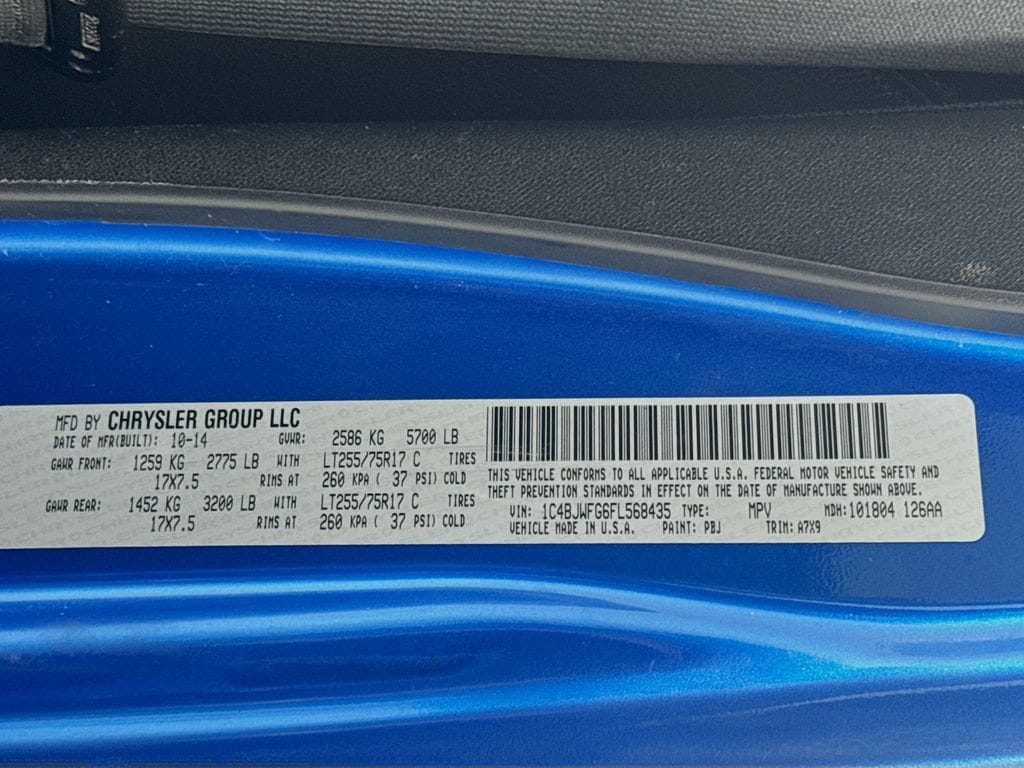 MFD BY CHRYSLER GROUP LLC
DATE OF MFR(BUILT): 10-14 GVWR: 2586 KG 5700 LB
GAWR FRONT: 1259 KG 2775 LB WITH LT255/75R17 C TIRES
17X7.5 RIMS AT 260 KPA ( 37 PSI) COLD
GAWR REAR: 1452 KG 3200 LB WITH LT255/75R17 C TIRES
17X7.5 RIMS AT 260 KPA ( 37 PSI) COLD
THIS VEHICLE CONFORMS TO ALL APPLICABLE U.S.A. FEDERAL MOTOR VEHICLE SAFETY AND
THEFT PREVENTION STANDARDS IN EFFECT ON THE DATE OF MANUFACTURE SHOWN ABOVE.
VIN: 1C4BJWFG6FL568435 TYPE: MPV MDH: 101804 126AA
VEHICLE MADE IN U.S.A. PAINT: PBJ TRIM: A7X9